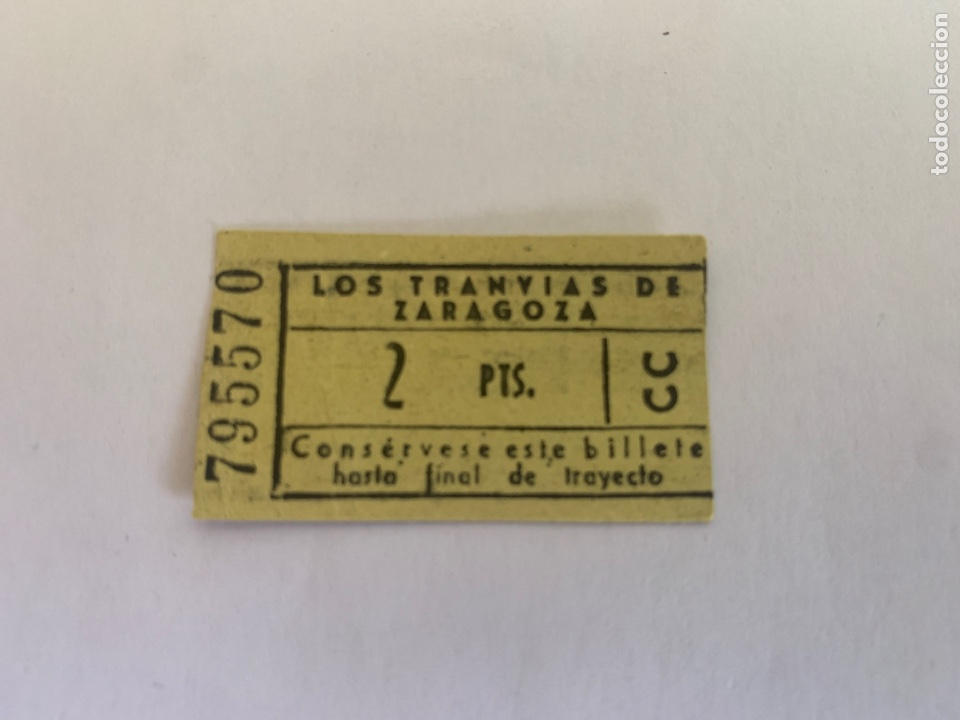 LOS TRANVIAS DE
ZARAGOZA
2 PTS.
CC
Consérvese este billete
hasta final de trayecto
795570
todocoleccion